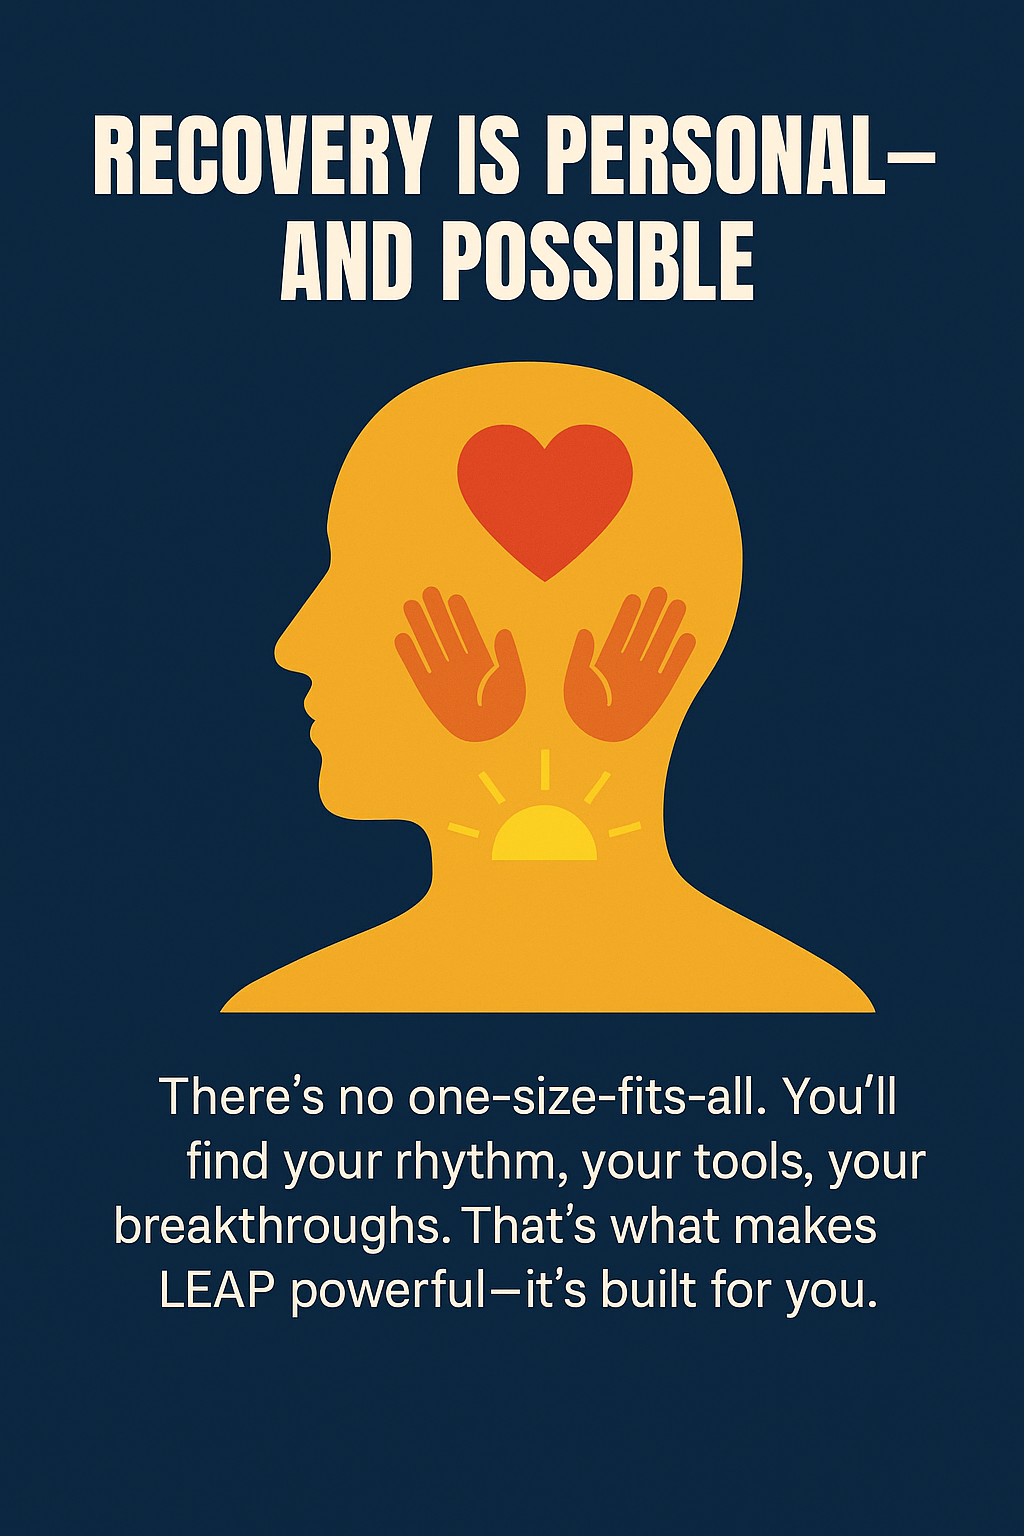 RECOVERY IS PERSONAL—
AND POSSIBLE
There’s no one-size-fits-all. You’ll
find your rhythm, your tools, your
breakthroughs. That’s what makes
LEAP powerful—it’s built for you.